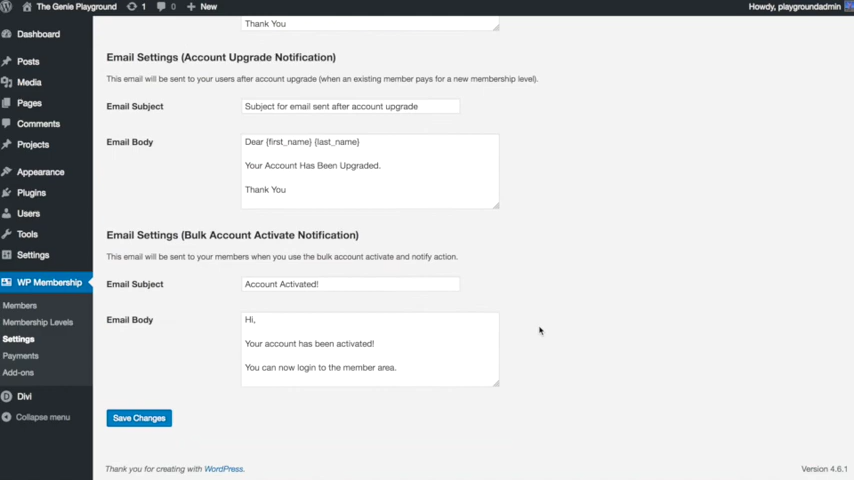 The Genie Playground
1
0
New
Howdy, playgroundadmin
Dashboard
Posts
Media
Pages
Comments
Projects
Appearance
Plugins
Users
Tools
Settings
WP Membership
Members
Membership Levels
Settings
Payments
Add-ons
Divi
Collapse menu
Thank You
Email Settings (Account Upgrade Notification)
This email will be sent to your users after account upgrade (when an existing member pays for a new membership level).
Email Subject
Subject for email sent after account upgrade
Email Body
Dear {first_name} {last_name}
Your Account Has Been Upgraded.
Thank You
Email Settings (Bulk Account Activate Notification)
This email will be sent to your members when you use the bulk account activate and notify action.
Email Subject
Account Activated!
Email Body
Hi,
Your account has been activated!
You can now login to the member area.
Save Changes
Thank you for creating with WordPress.
Version 4.6.1